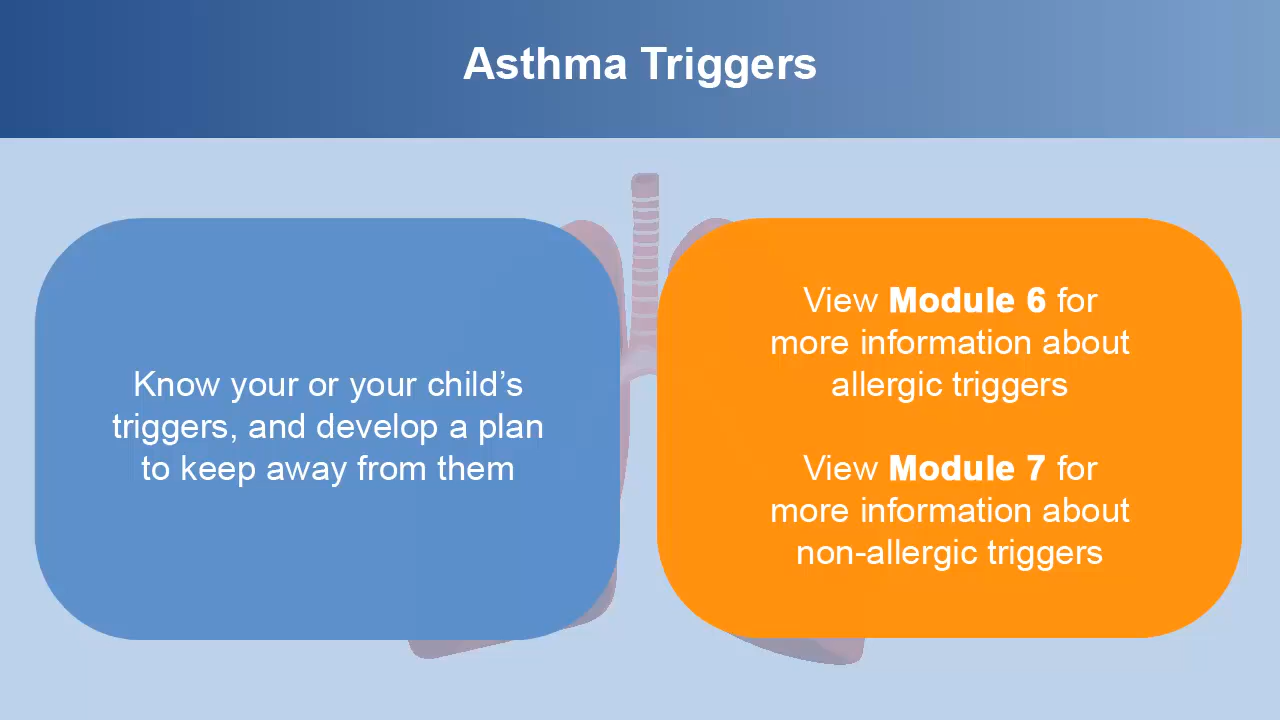 Asthma Triggers
Know your or your child’s
triggers, and develop a plan
to keep away from them
View Module 6 for
more information about
allergic triggers
View Module 7 for
more information about
non-allergic triggers